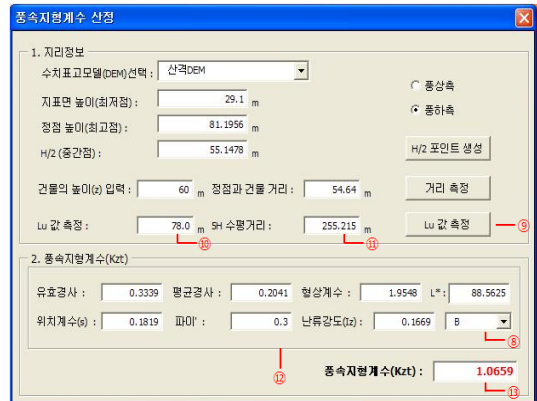 풍속지형계수 산정
1. 지리정보
수치표고모델(DEM)선택 : 산격DEM
지표면 높이(최저점) : 29.1 m
풍상측
정점 높이(최고점) : 81.1956 m
풍하측
H/2 (중간점) : 55.1478 m
H/2 포인트 생성
건물의 높이(z) 입력 : 60 m 정점과 건물 거리 : 54.64 m 거리 측정
Lu 값 측정 : 78.0 m 5H 수평거리 : 255.215 m Lu 값 측정 ⑨
⑩ ⑪
2. 풍속지형계수(Kzt)
유효경사 : 0.3339 평균경사 : 0.2041 형상계수 : 1.9548 L* : 88.5625
위치계수(s) : 0.1819 파이' : 0.3 난류강도(Iz) : 0.1669 B
⑧
⑫
풍속지형계수(Kzt) : 1.0659
⑬